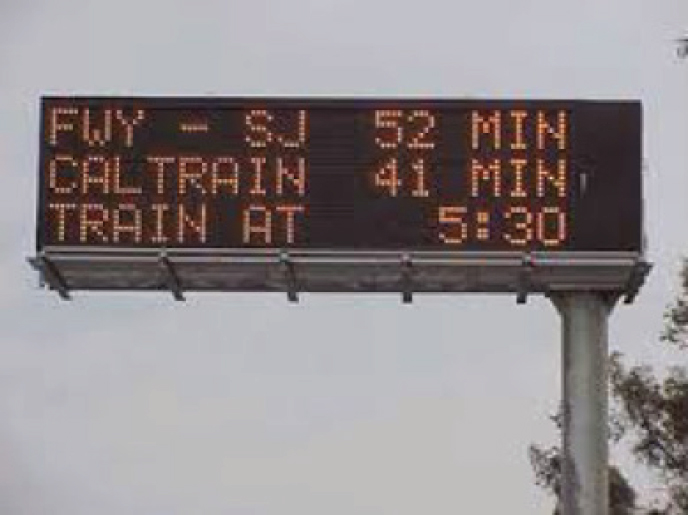 FWY - SJ 52 MIN
CALTRAIN 41 MIN
TRAIN AT 5:30